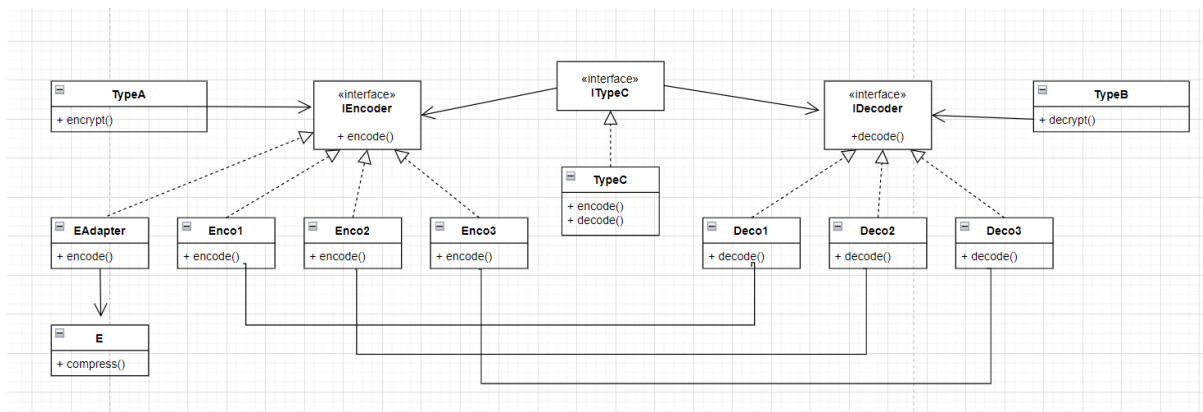 TypeA
+ encrypt()
«interface»
IEncoder
+ encode()
«interface»
ITypeC
«interface»
IDecoder
+decode()
TypeB
+ decrypt()
TypeC
+ encode()
+ decode()
EAdapter
+ encode()
Enco1
+ encode()
Enco2
+ encode()
Enco3
+ encode()
Deco1
+ decode()
Deco2
+ decode()
Deco3
+ decode()
E
+ compress()